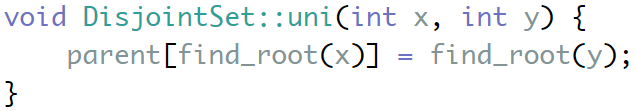 void DisjointSet::uni(int x, int y) {
    parent[find_root(x)] = find_root(y);
}